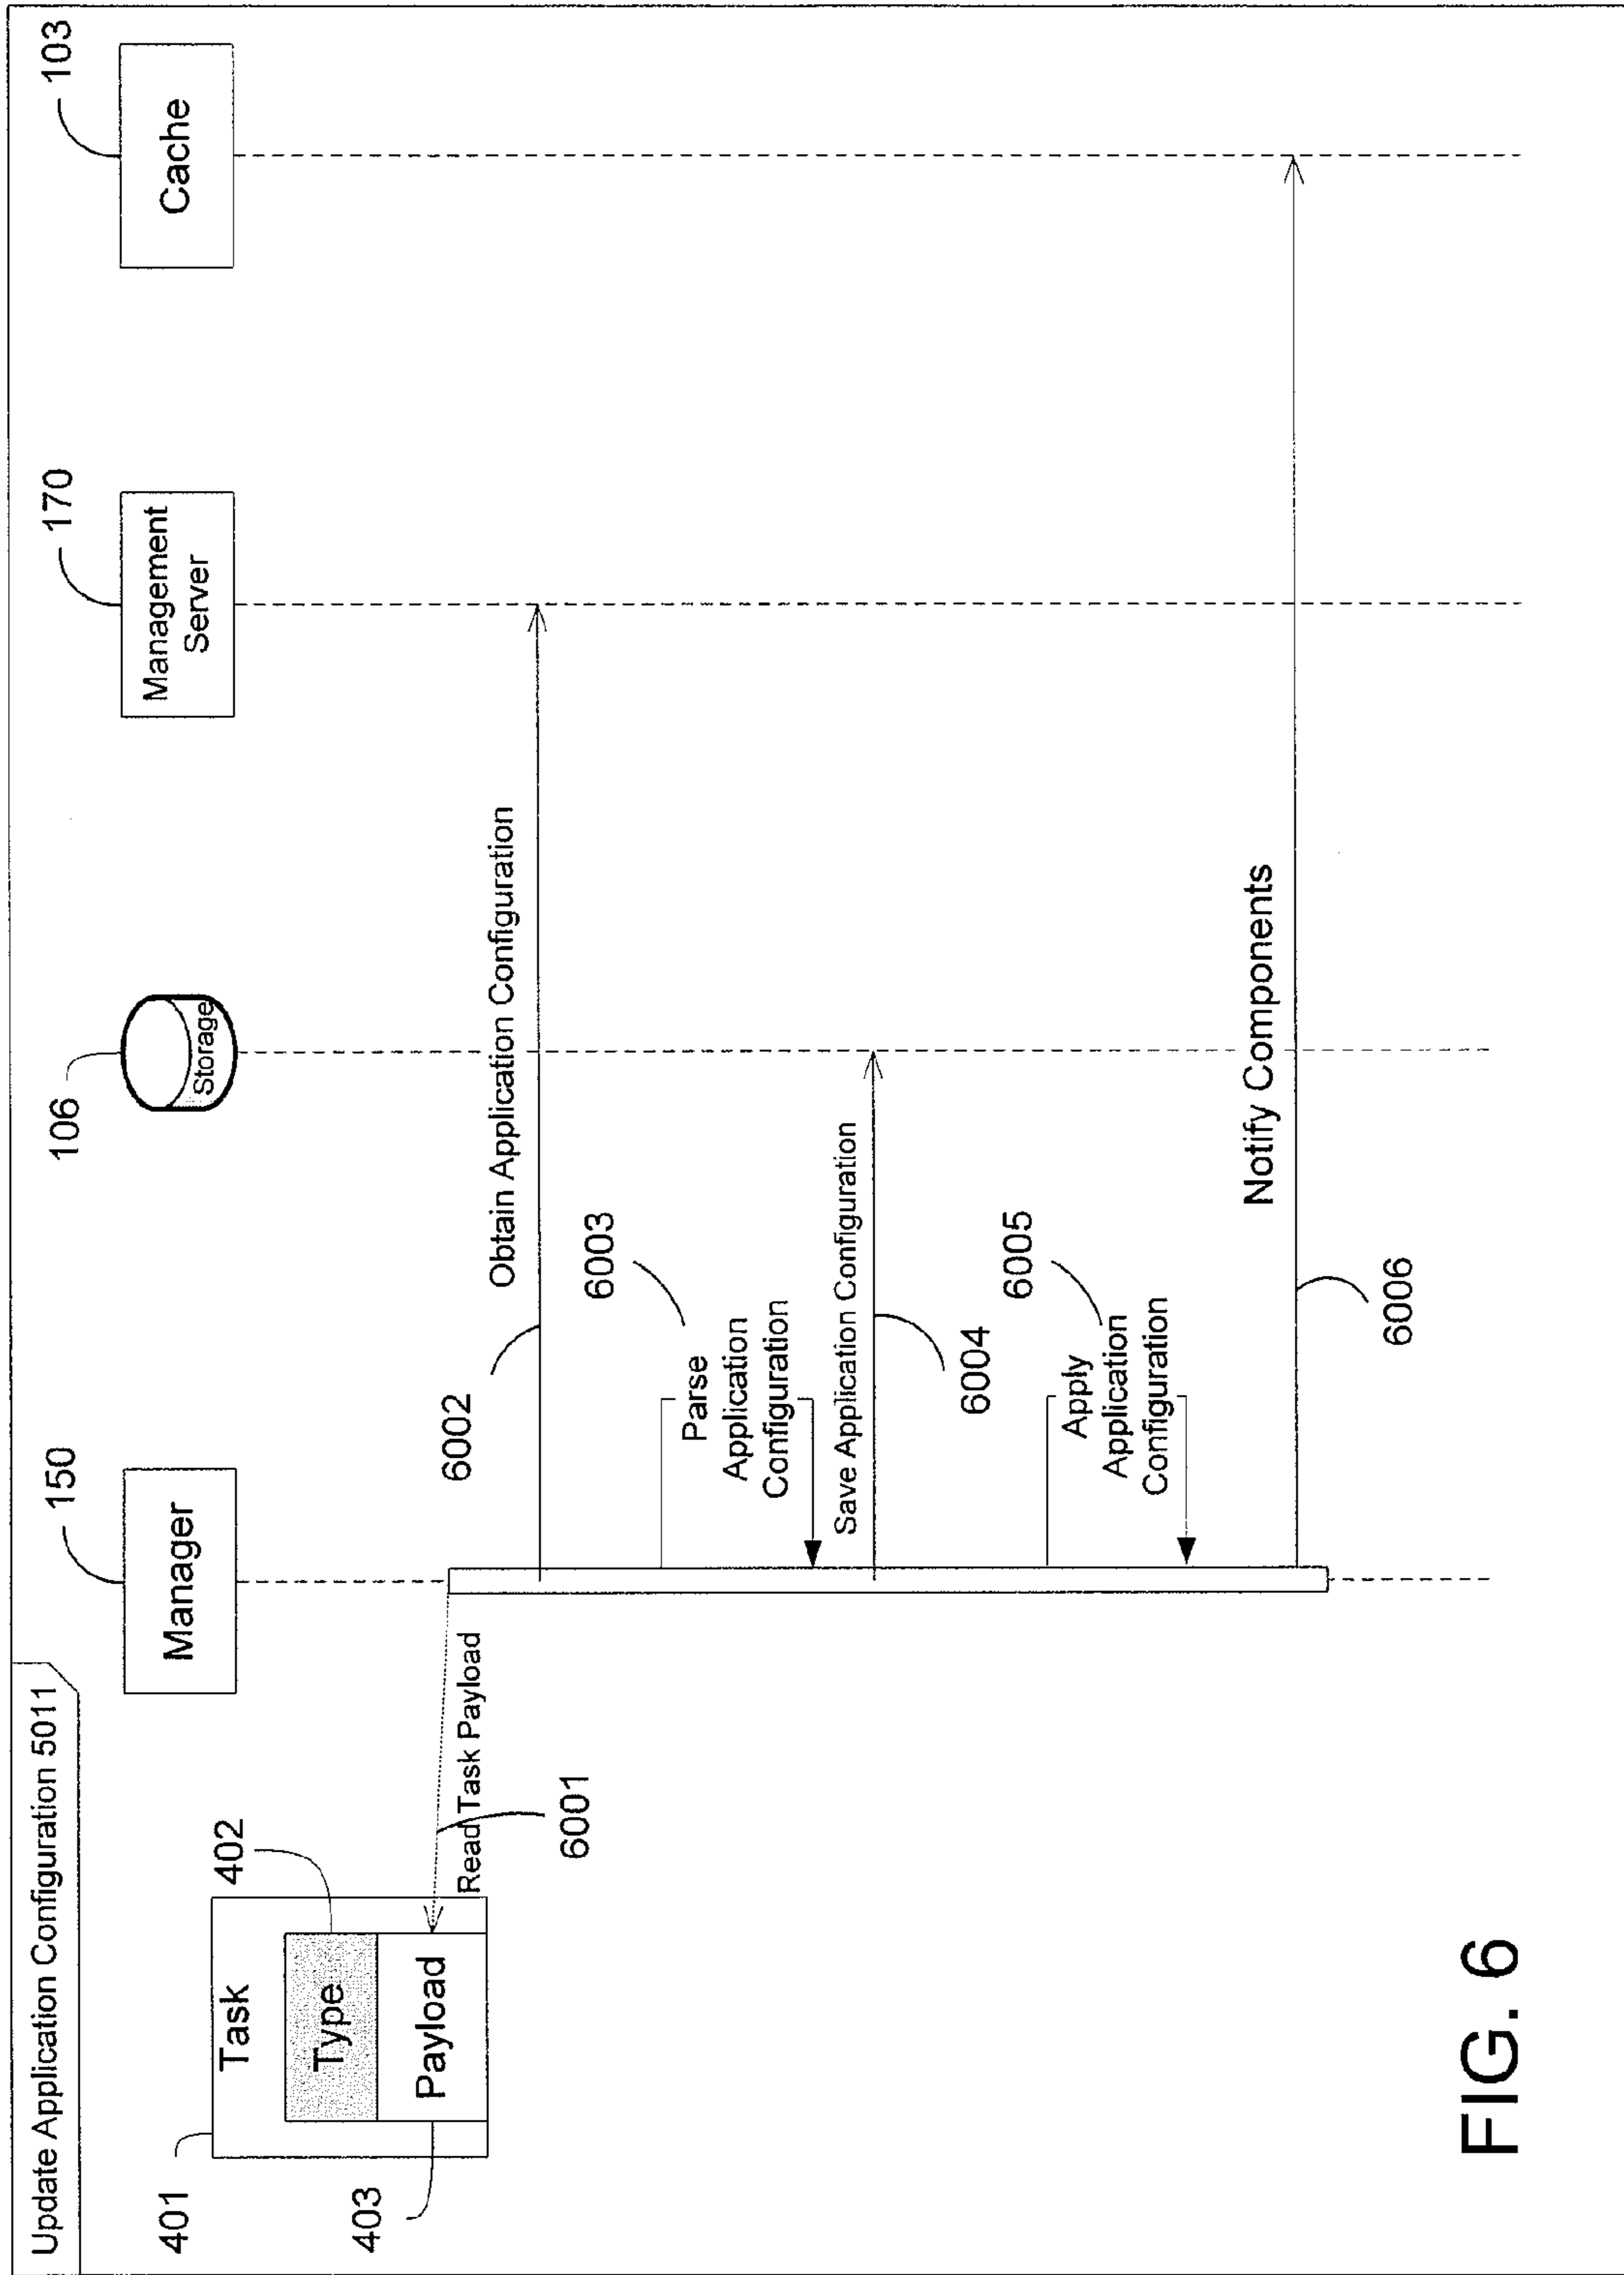 Update Application Configuration 5011
401
Task
402
Type
Payload
403
Manager
150
106
Storage
Management
Server
170
Cache
103
Read Task Payload
6001
6002
Obtain Application Configuration
Parse
Application
Configuration
6003
Save Application Configuration
6004
Apply
Application
Configuration
6005
Notify Components
6006
FIG. 6